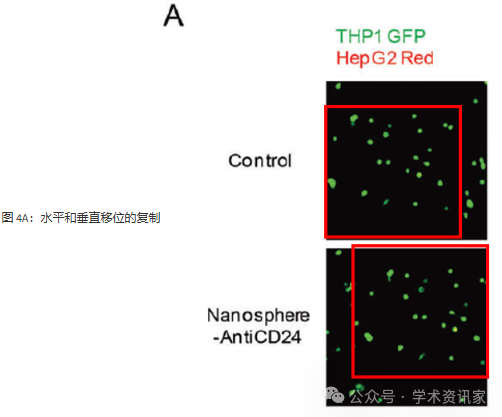 A
THP1 GFP
HepG2 Red
Control
图 4A：水平和垂直移位的复制
Nanosphere
-AntiCD24
公众号·学术资讯家